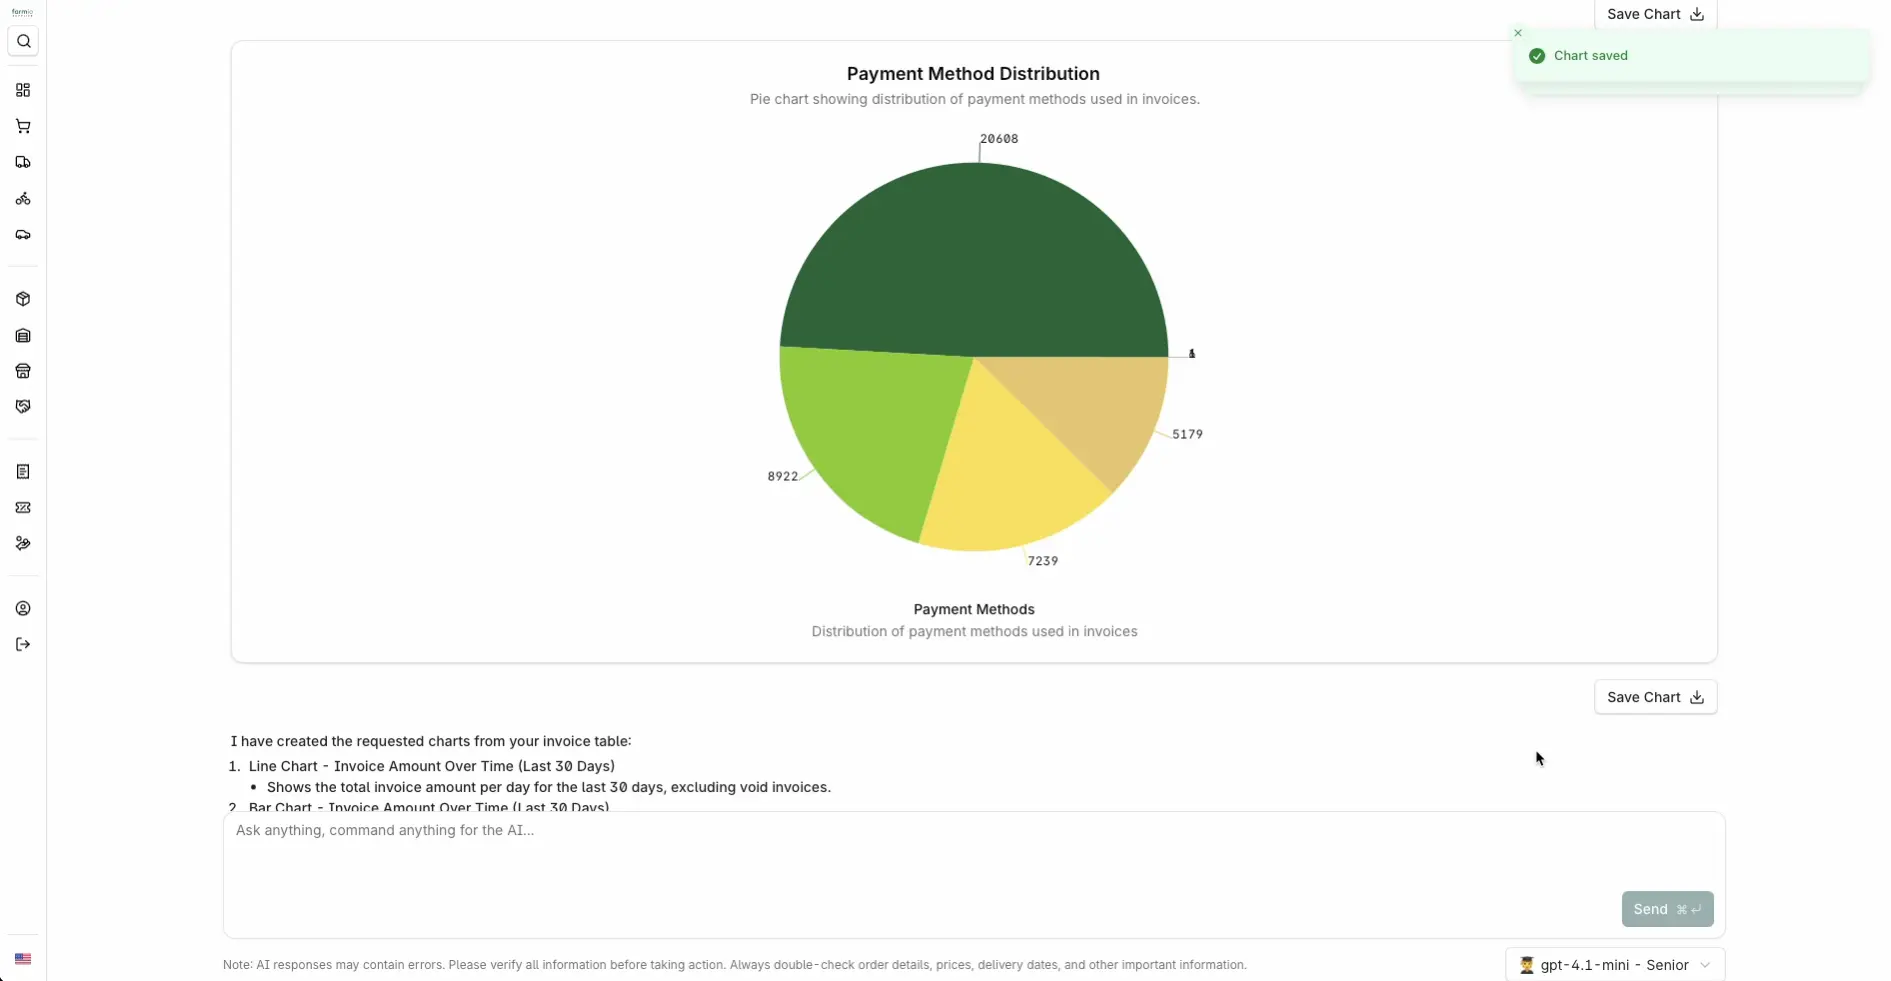 farmio
Save Chart
Chart saved
Payment Method Distribution
Pie chart showing distribution of payment methods used in invoices.
20608
5179
8922
7239
Payment Methods
Distribution of payment methods used in invoices
Save Chart
I have created the requested charts from your invoice table:
1. Line Chart - Invoice Amount Over Time (Last 30 Days)
• Shows the total invoice amount per day for the last 30 days, excluding void invoices.
2. Bar Chart - Invoice Amount Over Time (Last 30 Days)
Ask anything, command anything for the AI...
Send ⌘↵
Note: AI responses may contain errors. Please verify all information before taking action. Always double-check order details, prices, delivery dates, and other important information.
gpt-4.1-mini - Senior